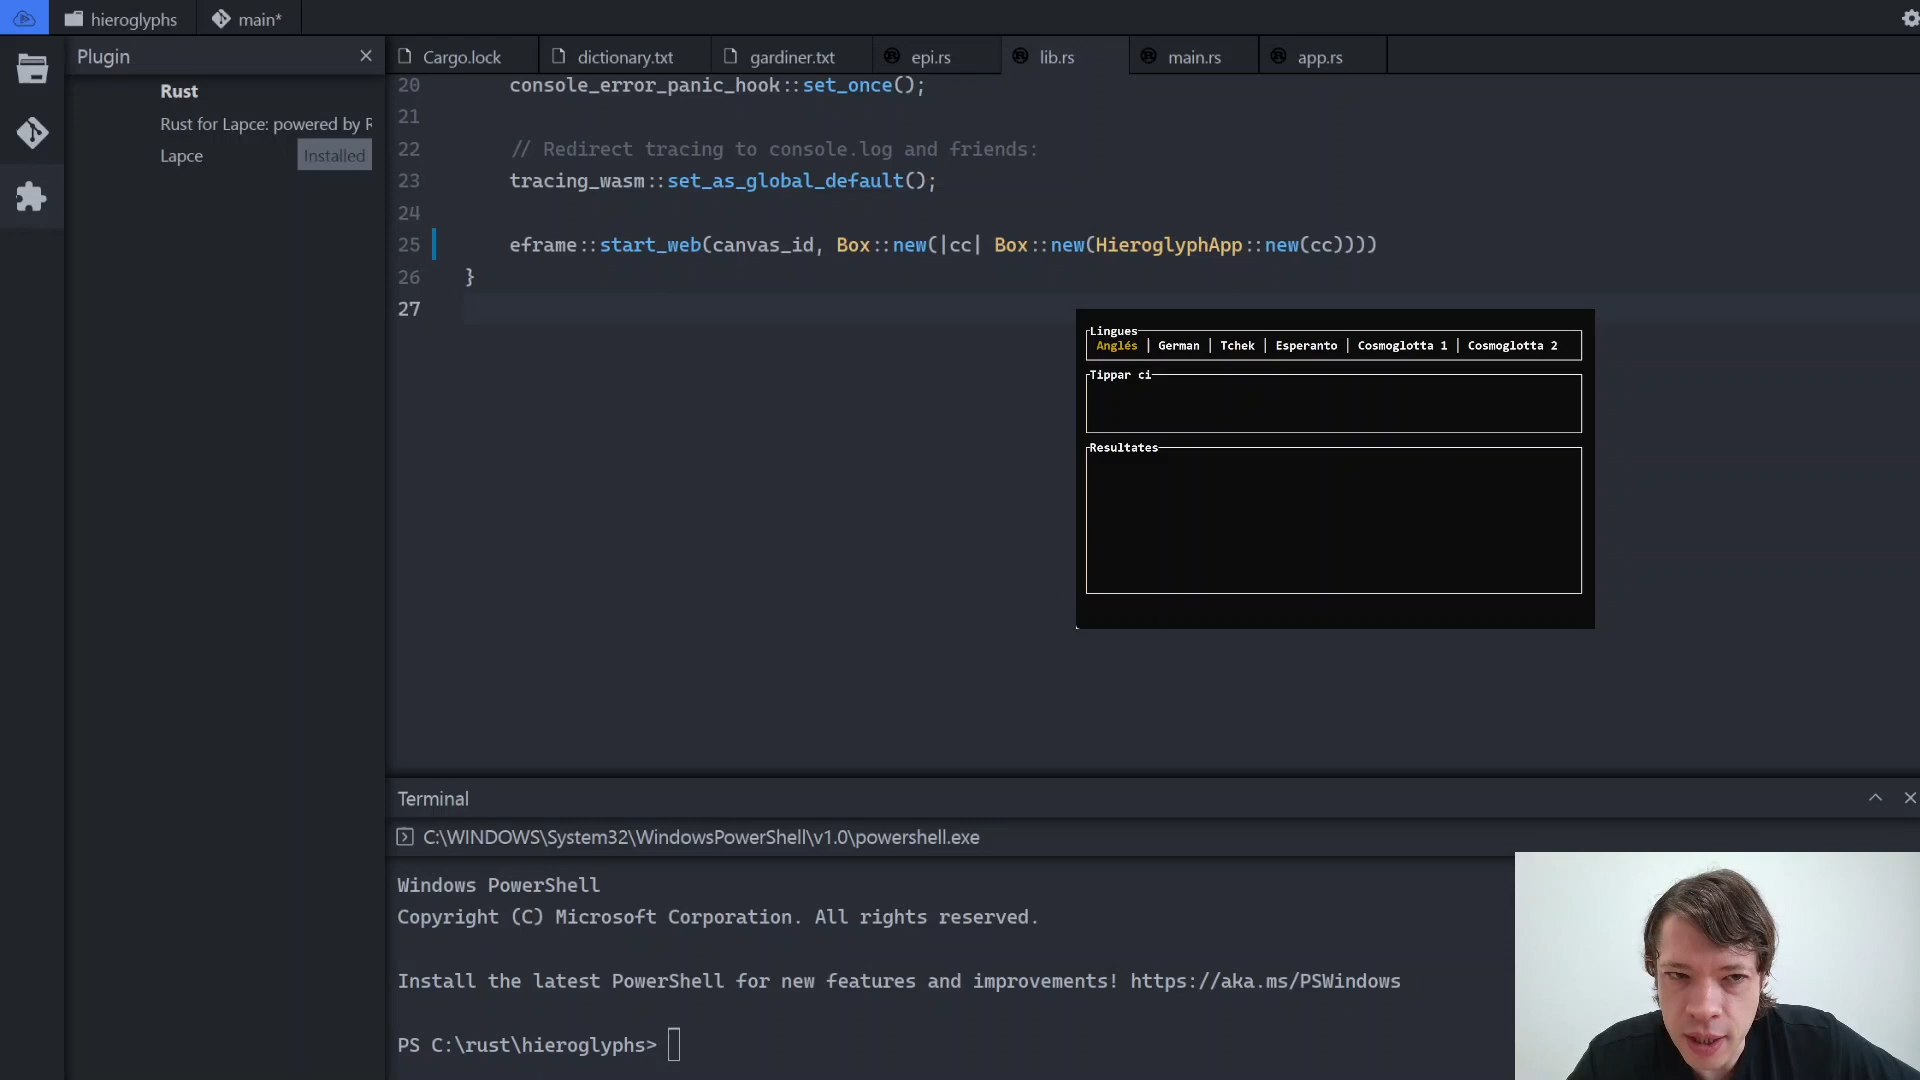 hieroglyphs
main*
Plugin
Cargo.lock
dictionary.txt
gardiner.txt
epi.rs
lib.rs
main.rs
app.rs
Rust
Rust for Lapce: powered by R
Lapce
Installed
20 console_error_panic_hook::set_once();
21
22 // Redirect tracing to console.log and friends:
23 tracing_wasm::set_as_global_default();
24
25 eframe::start_web(canvas_id, Box::new(|cc| Box::new(HieroglyphApp::new(cc))))
26 }
27
Lingues
Anglés | German | Tchek | Esperanto | Cosmoglotta 1 | Cosmoglotta 2
Tippar ci
Resultates
Terminal
C:\WINDOWS\System32\WindowsPowerShell\v1.0\powershell.exe
Windows PowerShell
Copyright (C) Microsoft Corporation. All rights reserved.
Install the latest PowerShell for new features and improvements! https://aka.ms/PSWindows
PS C:\rust\hieroglyphs>